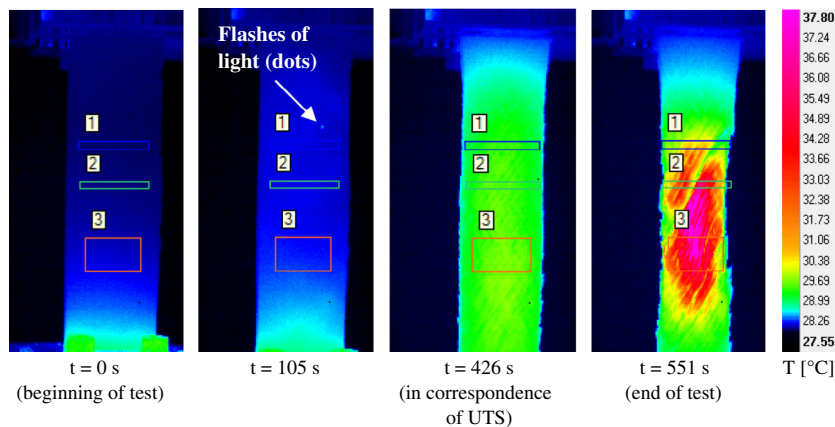 Flashes of
light (dots)
1
2
3
1
2
3
1
2
3
1
2
3
37.80
37.24
36.66
36.08
35.49
34.89
34.28
33.66
33.03
32.38
31.73
31.06
30.38
29.69
28.99
28.26
27.55
T [°C]
t = 0 s
(beginning of test)
t = 105 s
t = 426 s
(in correspondence
of UTS)
t = 551 s
(end of test)